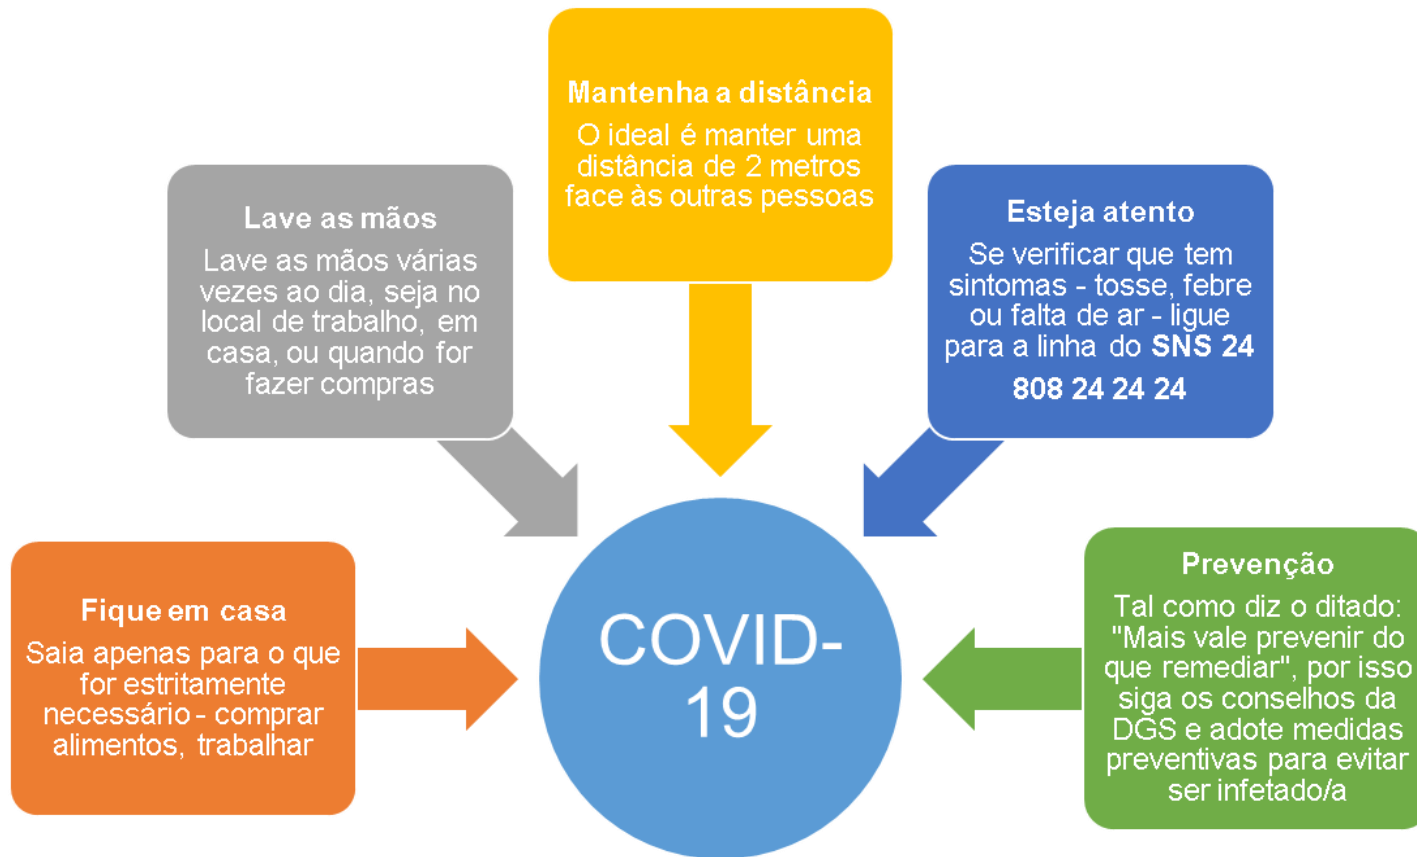 Mantenha a distância
O ideal é manter uma
distância de 2 metros
face às outras pessoas
Lave as mãos
Lave as mãos várias
vezes ao dia, seja no
local de trabalho, em
casa, ou quando for
fazer compras
Esteja atento
Se verificar que tem
sintomas - tosse, febre
ou falta de ar - ligue
para a linha do SNS 24
808 24 24 24
Fique em casa
Saia apenas para o que
for estritamente
necessário - comprar
alimentos, trabalhar
COVID-
19
Prevenção
Tal como diz o ditado:
"Mais vale prevenir do
que remediar", por isso
siga os conselhos da
DGS e adote medidas
preventivas para evitar
ser infetado/a